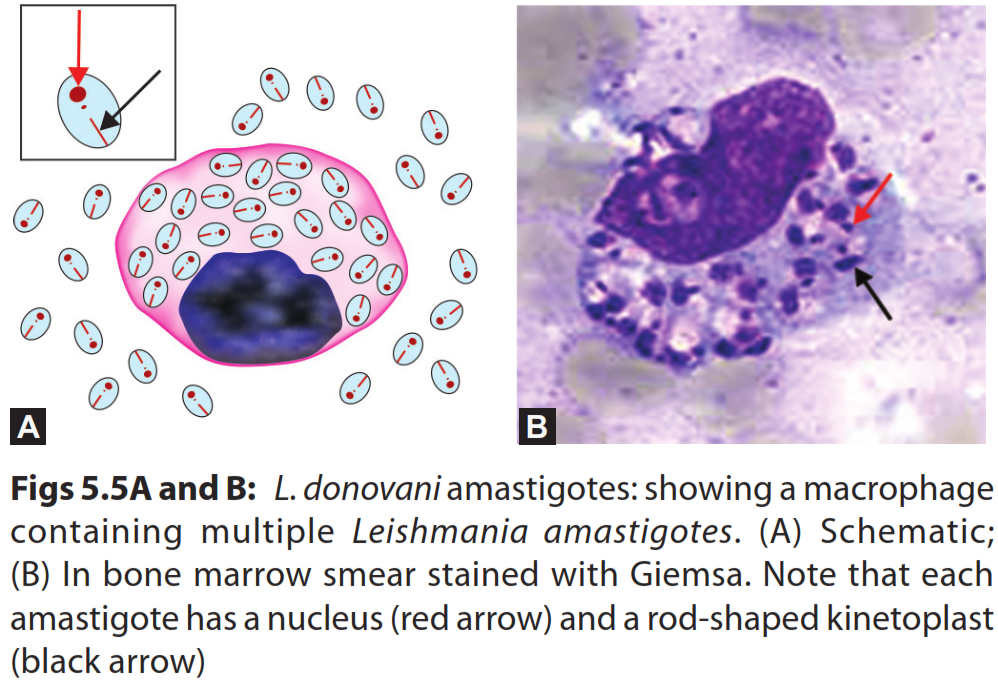 A
B
Figs 5.5A and B: L. donovani amastigotes: showing a macrophage
containing multiple Leishmania amastigotes. (A) Schematic;
(B) In bone marrow smear stained with Giemsa. Note that each
amastigote has a nucleus (red arrow) and a rod-shaped kinetoplast
(black arrow)